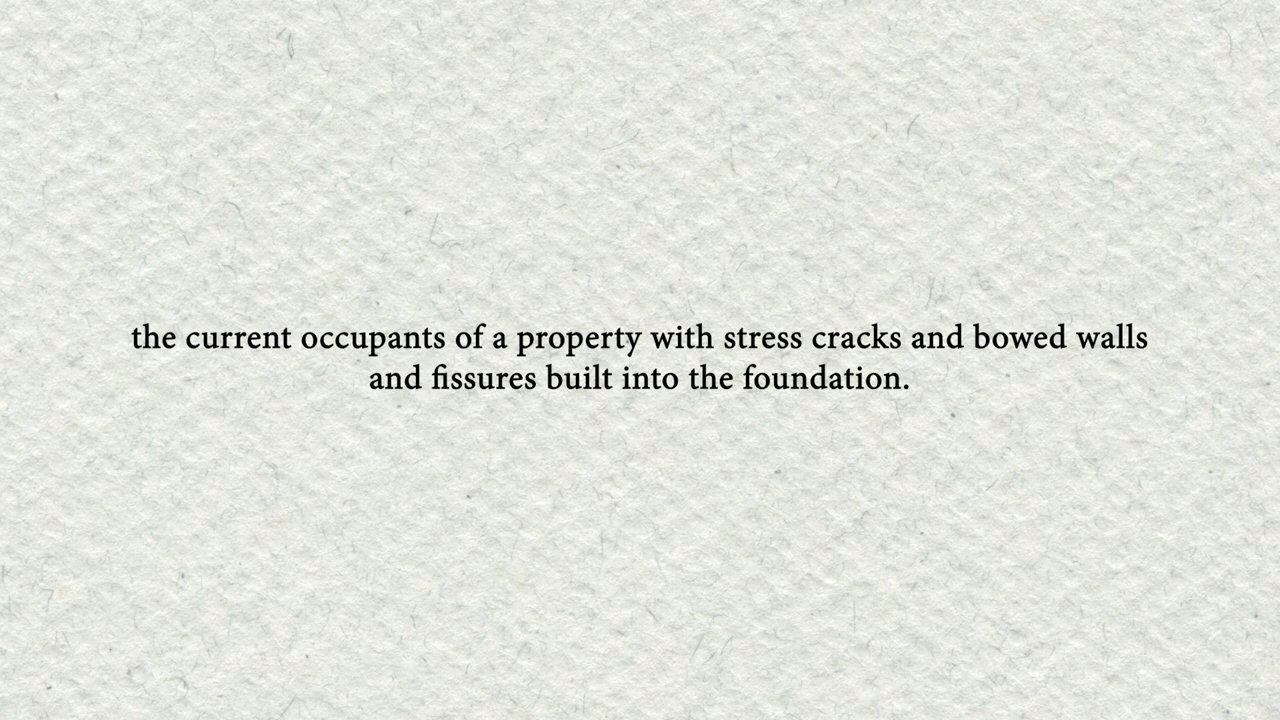 the current occupants of a property with stress cracks and bowed walls
and fissures built into the foundation.